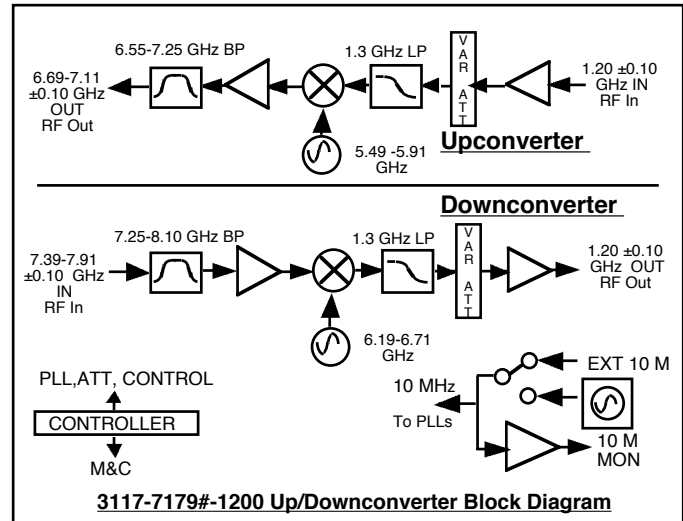 6.55-7.25 GHz BP
1.3 GHz LP
VAR ATT
6.69-7.11
±0.10 GHz
OUT
RF Out
1.20 ±0.10
GHz IN
RF In
5.49 -5.91
GHz
Upconverter
Downconverter
7.25-8.10 GHz BP
1.3 GHz LP
VAR ATT
7.39-7.91
±0.10 GHz
IN
RF In
1.20 ±0.10
GHz OUT
RF Out
6.19-6.71
GHz
PLL,ATT, CONTROL
CONTROLLER
M&C
EXT 10 M
10 MHz
To PLLs
10 M
MON
3117-7179#-1200 Up/Downconverter Block Diagram